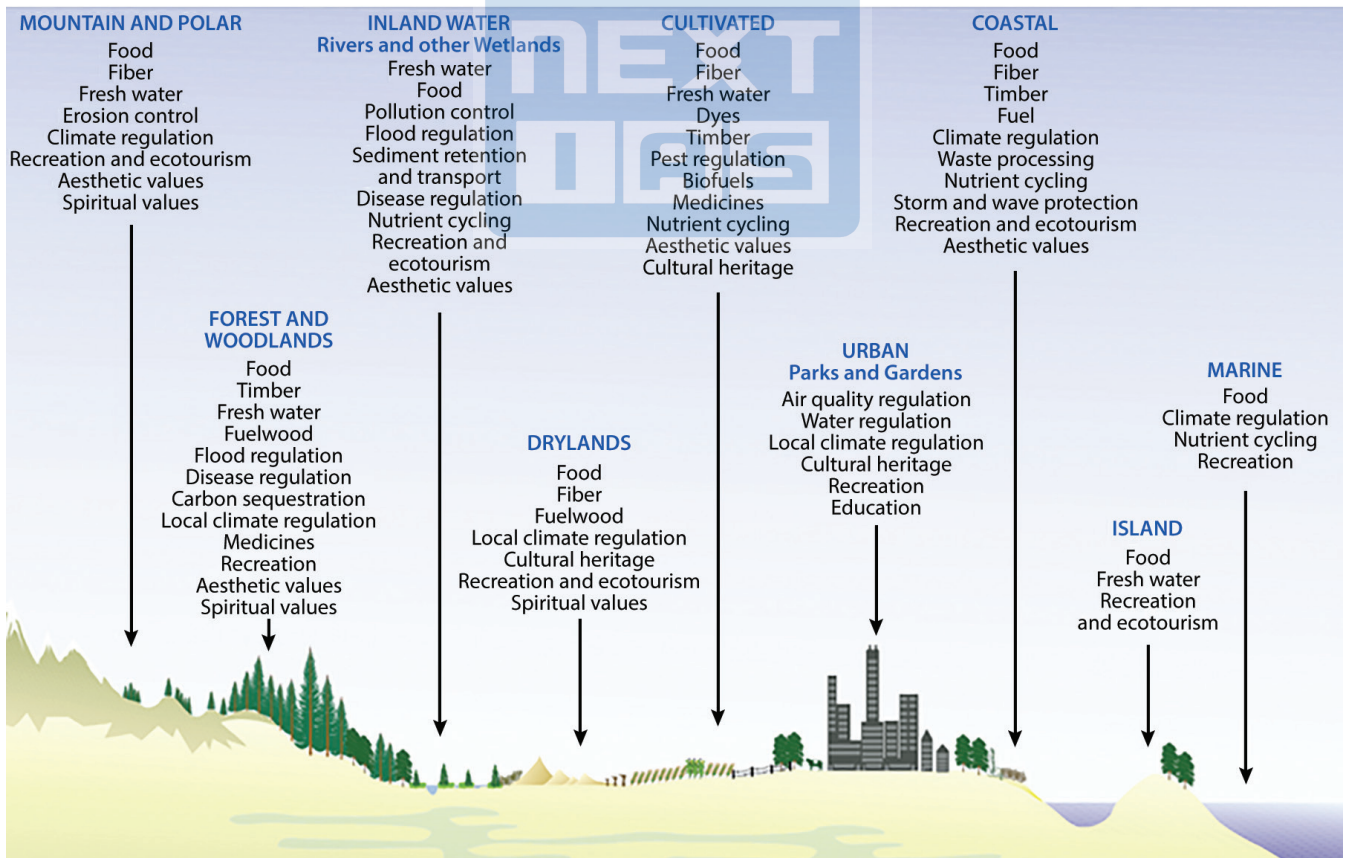 MOUNTAIN AND POLAR
Food
Fiber
Fresh water
Erosion control
Climate regulation
Recreation and ecotourism
Aesthetic values
Spiritual values
INLAND WATER
Rivers and other Wetlands
Fresh water
Food
Pollution control
Flood regulation
Sediment retention
and transport
Disease regulation
Nutrient cycling
Recreation and
ecotourism
Aesthetic values
CULTIVATED
Food
Fiber
Fresh water
Dyes
Timber
Pest regulation
Biofuels
Medicines
Nutrient cycling
Aesthetic values
Cultural heritage
COASTAL
Food
Fiber
Timber
Fuel
Climate regulation
Waste processing
Nutrient cycling
Storm and wave protection
Recreation and ecotourism
Aesthetic values
FOREST AND
WOODLANDS
Food
Timber
Fresh water
Fuelwood
Flood regulation
Disease regulation
Carbon sequestration
Local climate regulation
Medicines
Recreation
Aesthetic values
Spiritual values
DRYLANDS
Food
Fiber
Fuelwood
Local climate regulation
Cultural heritage
Recreation and ecotourism
Spiritual values
URBAN
Parks and Gardens
Air quality regulation
Water regulation
Local climate regulation
Cultural heritage
Recreation
Education
ISLAND
Food
Fresh water
Recreation
and ecotourism
MARINE
Food
Climate regulation
Nutrient cycling
Recreation
NEXT
IAS